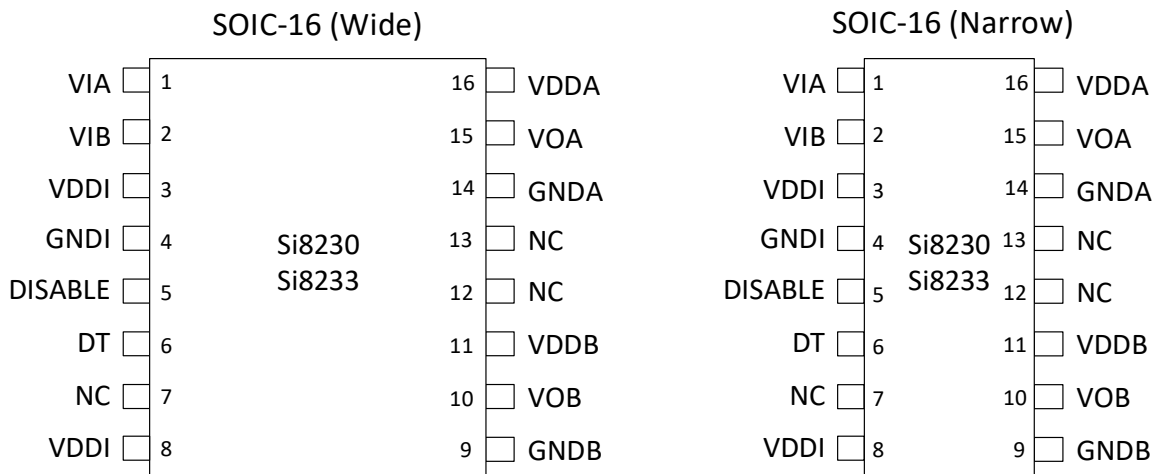 SOIC-16 (Wide)
VIA 1 16 VDDA
VIB 2 15 VOA
VDDI 3 14 GNDA
GNDI 4 13 NC
DISABLE 5 12 NC
DT 6 11 VDDB
NC 7 10 VOB
VDDI 8 9 GNDB
Si8230
Si8233
SOIC-16 (Narrow)
VIA 1 16 VDDA
VIB 2 15 VOA
VDDI 3 14 GNDA
GNDI 4 13 NC
DISABLE 5 12 NC
DT 6 11 VDDB
NC 7 10 VOB
VDDI 8 9 GNDB
Si8230
Si8233